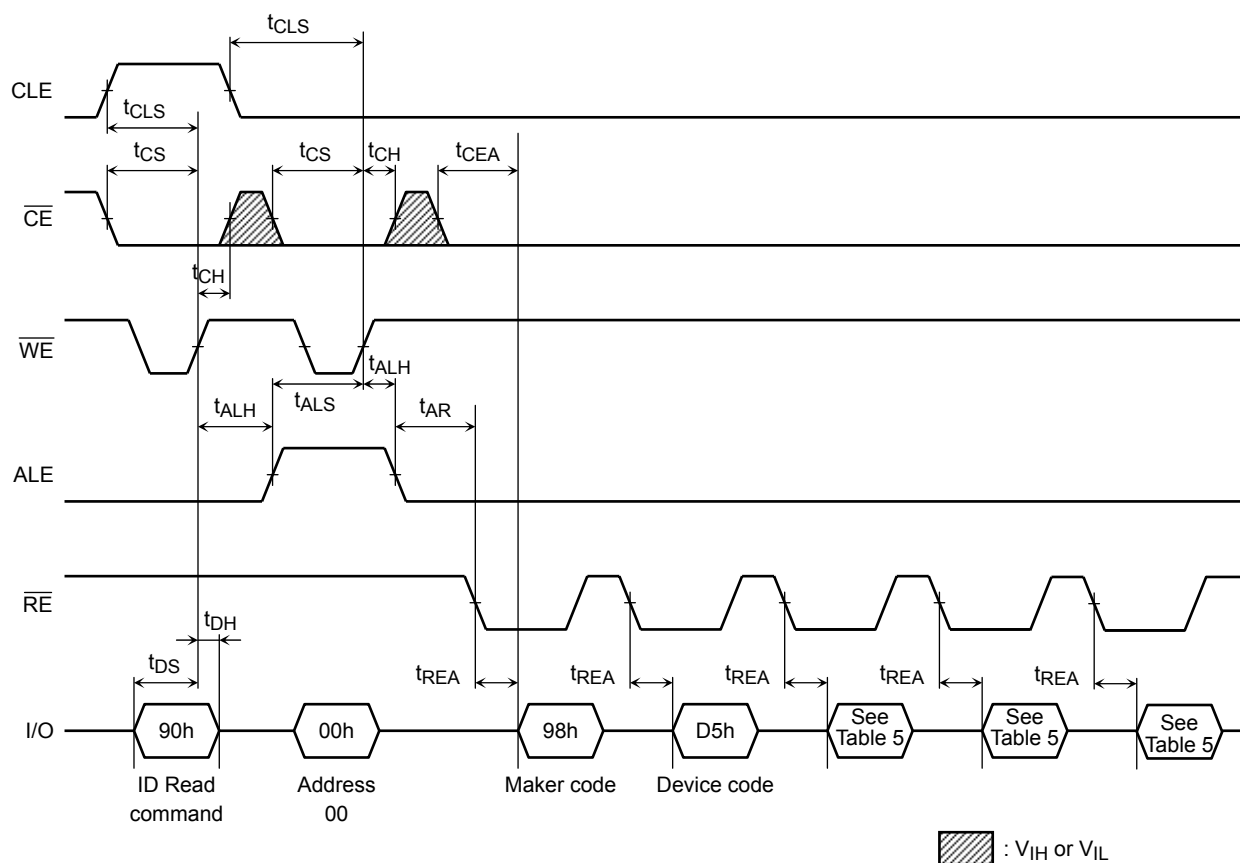 tCLS
CLE
tCLS
tCS
tCS
tCH
tCEA
CE
tCH
WE
tALH
tALH
tALS
tAR
ALE
RE
tDH
tDS
tREA
tREA
tREA
tREA
tREA
I/O
90h
00h
98h
D5h
See
Table 5
See
Table 5
See
Table 5
ID Read
command
Address
00
Maker code
Device code
: VIH or VIL